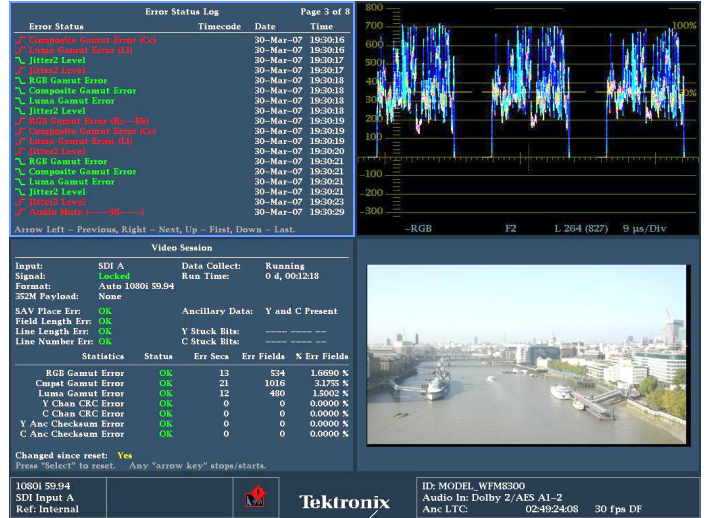 Error Status Log Page 3 of 8
Error Status Timecode Date Time
Composite Gamut Error (Cc) 30-Mar-07 19:30:16
Luma Gamut Error (Ll) 30-Mar-07 19:30:16
Jitter2 Level 30-Mar-07 19:30:17
Jitter2 Level 30-Mar-07 19:30:17
RGB Gamut Error 30-Mar-07 19:30:18
Composite Gamut Error 30-Mar-07 19:30:18
Luma Gamut Error 30-Mar-07 19:30:18
Jitter2 Level 30-Mar-07 19:30:18
RGB Gamut Error 30-Mar-07 19:30:19
Composite Gamut Error (Cc) 30-Mar-07 19:30:19
Luma Gamut Error (Ll) 30-Mar-07 19:30:19
Jitter2 Level 30-Mar-07 19:30:20
RGB Gamut Error 30-Mar-07 19:30:21
Composite Gamut Error 30-Mar-07 19:30:21
Luma Gamut Error 30-Mar-07 19:30:21
Jitter2 Level 30-Mar-07 19:30:21
Jitter2 Level 30-Mar-07 19:30:23
Audio Mute 30-Mar-07 19:30:29
Arrow Left - Previous, Right - Next, Up - First, Down - Last.
800
700 100%
600
500
400
300
200
100
0
-100
-200
-300
-RGB F2 L 264 (827) 9 µs/Div
Video Session
Input: SDI A Data Collect: Running
Signal: Locked Run Time: 0 d, 00:12:18
Format: Auto 1080i 59.94
352M Payload: None
SAV Place Err: OK Ancillary Data: Y and C Present
Field Length Err: OK
Line Length Err: OK Y Stuck Bits: ---- ---- --
Line Number Err: OK C Stuck Bits: ---- ---- --
Statistics Status Err Secs Err Fields % Err Fields
RGB Gamut Error OK 13 534 1.6690 %
Cmpst Gamut Error OK 21 1016 3.1755 %
Luma Gamut Error OK 12 480 1.5002 %
Y Chan CRC Error OK 0 0 0.0000 %
C Chan CRC Error OK 0 0 0.0000 %
Y Anc Checksum Error OK 0 0 0.0000 %
C Anc Checksum Error OK 0 0 0.0000 %
Changed since reset: Yes
Press "Select" to reset. Any "arrow key" stops/starts.
1080i 59.94
SDI Input A
Ref: Internal
Tektronix
ID: MODEL_WFM8300
Audio In: Dolby 2/AES A1-2
Anc LTC: 02:49:24:08 30 fps DF